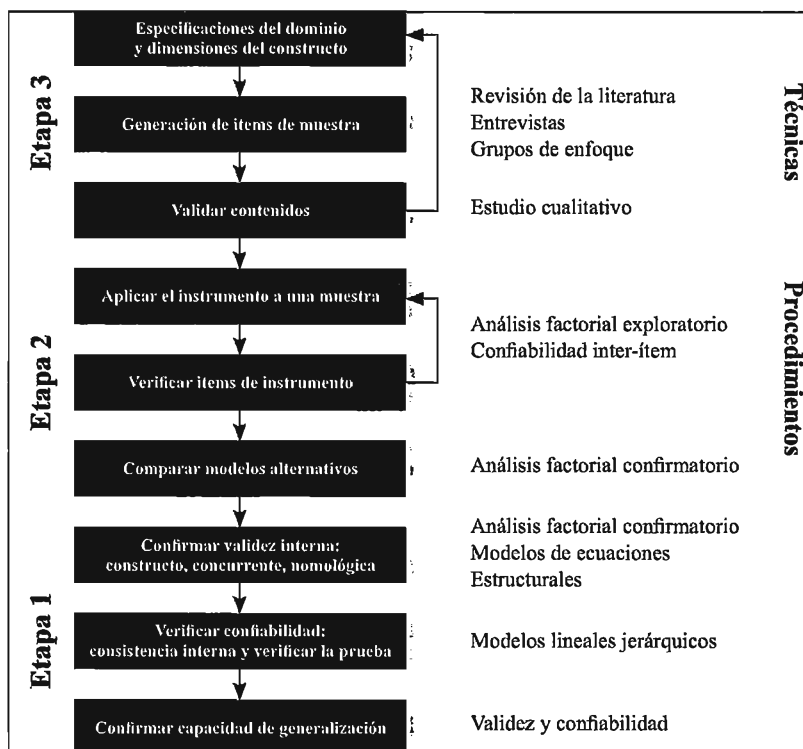 Etapa 3
Especificaciones del dominio
y dimensiones del constructo
Generación de items de muestra
Revisión de la literatura
Entrevistas
Grupos de enfoque
Técnicas
Validar contenidos
Estudio cualitativo
Etapa 2
Aplicar el instrumento a una muestra
Verificar items de instrumento
Análisis factorial exploratorio
Confiabilidad inter-ítem
Procedimientos
Comparar modelos alternativos
Análisis factorial confirmatorio
Etapa 1
Confirmar validez interna:
constructo, concurrente, nomológica
Análisis factorial confirmatorio
Modelos de ecuaciones
Estructurales
Verificar confiabilidad:
consistencia interna y verificar la prueba
Modelos lineales jerárquicos
Confirmar capacidad de generalización
Validez y confiabilidad